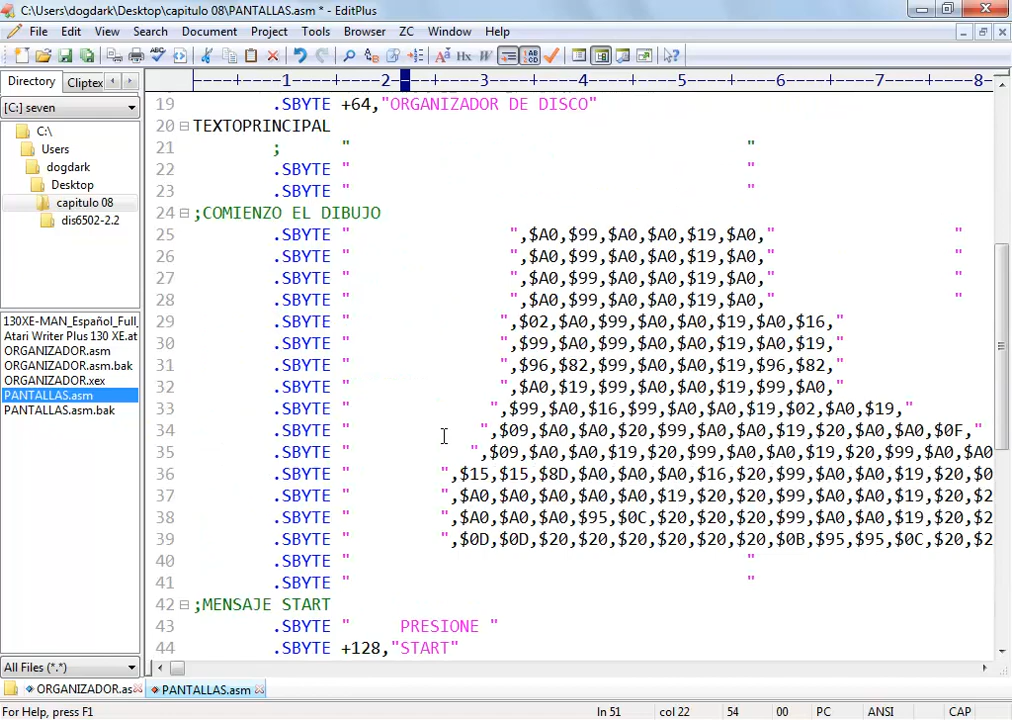 C:\Users\dogdark\Desktop\capitulo 08\PANTALLAS.asm * - EditPlus
File Edit View Search Document Project Tools Browser ZC Window Help
Directory Cliptex
[C:] seven
C:\
Users
dogdark
Desktop
capitulo 08
dis6502-2.2
130XE-MAN_Español_Full_
Atari Writer Plus 130 XE.at
ORGANIZADOR.asm
ORGANIZADOR.asm.bak
ORGANIZADOR.xex
PANTALLAS.asm
PANTALLAS.asm.bak
All Files (*.*)
----+----1----+----2----+----3----+----4----+----5----+----6----+----7----+----8
19 .SBYTE +64,"ORGANIZADOR DE DISCO"
20 TEXTOPRINCIPAL
21 ; " "
22 .SBYTE " "
23 .SBYTE " "
24 ;COMIENZO EL DIBUJO
25 .SBYTE " ",$A0,$99,$A0,$A0,$19,$A0," "
26 .SBYTE " ",$A0,$99,$A0,$A0,$19,$A0," "
27 .SBYTE " ",$A0,$99,$A0,$A0,$19,$A0," "
28 .SBYTE " ",$A0,$99,$A0,$A0,$19,$A0," "
29 .SBYTE " ",$02,$A0,$99,$A0,$A0,$19,$A0,$16,"
30 .SBYTE " ",$99,$A0,$99,$A0,$A0,$19,$A0,$19,"
31 .SBYTE " ",$96,$82,$99,$A0,$A0,$19,$96,$82,"
32 .SBYTE " ",$A0,$19,$99,$A0,$A0,$19,$99,$A0,"
33 .SBYTE " ",$99,$A0,$16,$99,$A0,$A0,$19,$02,$A0,$19,"
34 .SBYTE " ",$09,$A0,$A0,$20,$99,$A0,$A0,$19,$20,$A0,$A0,$0F,"
35 .SBYTE " ",$09,$A0,$A0,$19,$20,$99,$A0,$A0,$19,$20,$99,$A0,$A0
36 .SBYTE " ",$15,$15,$8D,$A0,$A0,$A0,$16,$20,$99,$A0,$A0,$19,$20,$0
37 .SBYTE " ",$A0,$A0,$A0,$A0,$A0,$19,$20,$20,$99,$A0,$A0,$19,$20,$2
38 .SBYTE " ",$A0,$A0,$A0,$95,$0C,$20,$20,$20,$99,$A0,$A0,$19,$20,$2
39 .SBYTE " ",$0D,$0D,$20,$20,$20,$20,$20,$20,$0B,$95,$95,$0C,$20,$2
40 .SBYTE " "
41 .SBYTE " "
42 ;MENSAJE START
43 .SBYTE " PRESIONE "
44 .SBYTE +128,"START"
ORGANIZADOR.as PANTALLAS.asm
For Help, press F1 ln 51 col 22 54 00 PC ANSI CAP